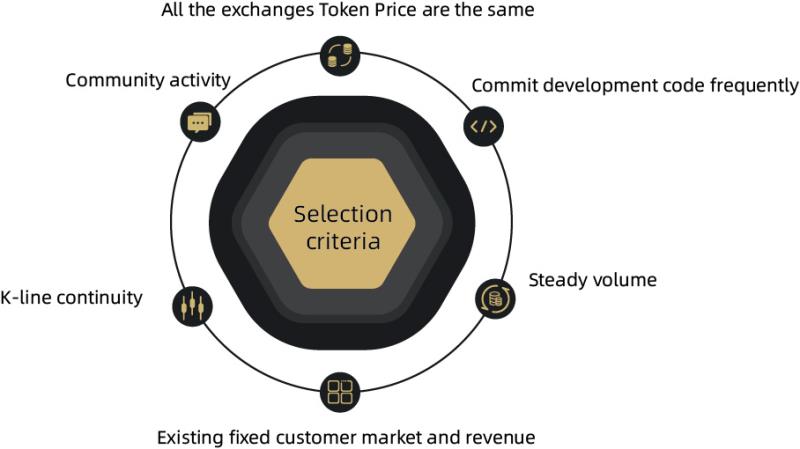 All the exchanges Token Price are the same
Community activity
Commit development code frequently
Selection
criteria
Steady volume
K-line continuity
Existing fixed customer market and revenue